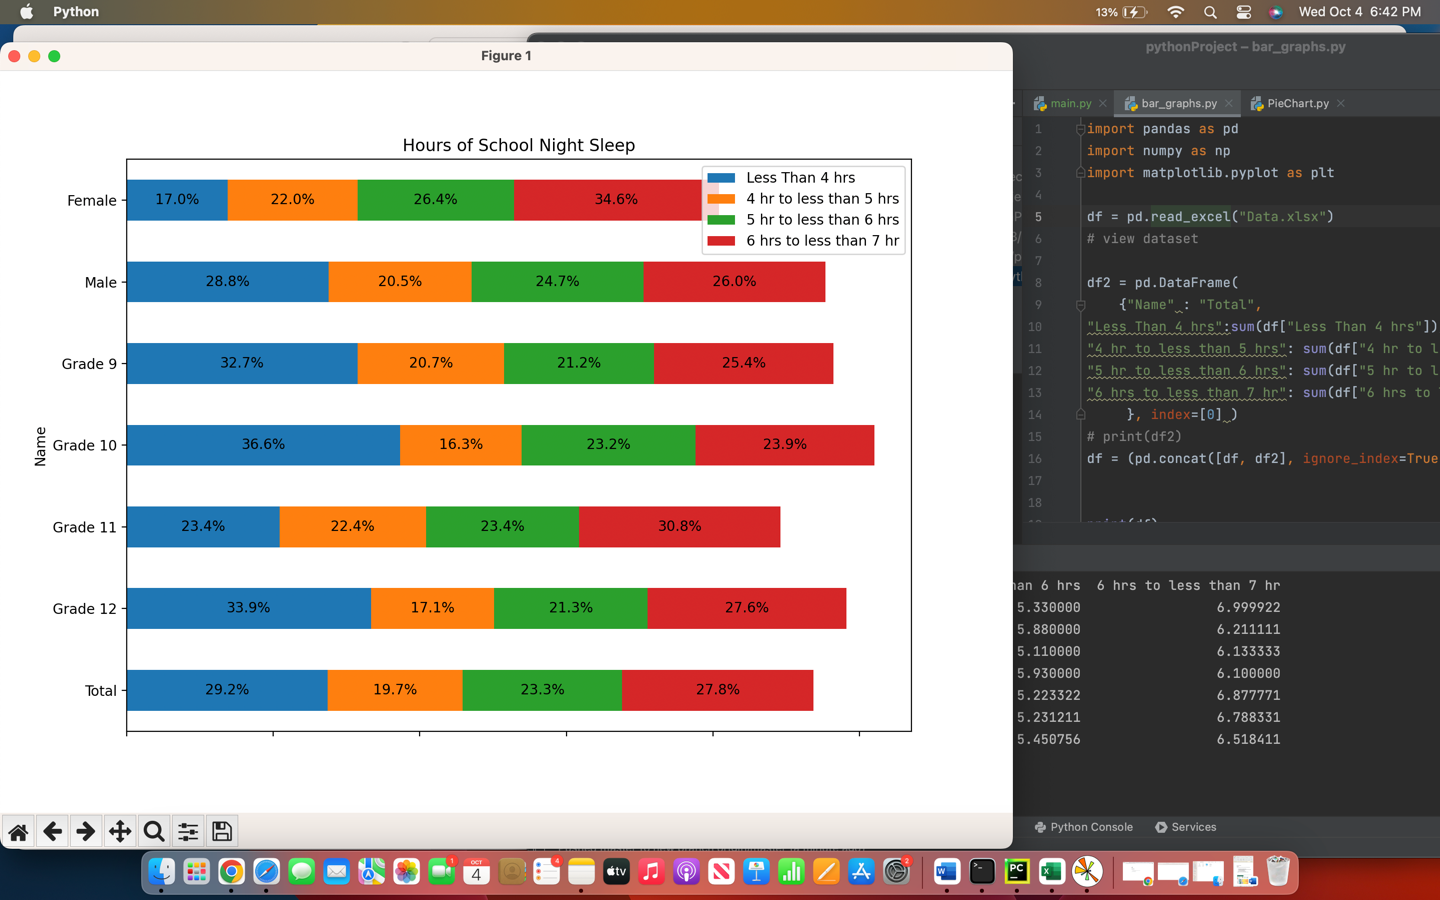 Python
13%
Wed Oct 4 6:42 PM
Figure 1
pythonProject – bar_graphs.py
main.py
bar_graphs.py
PieChart.py
Hours of School Night Sleep
Less Than 4 hrs
4 hr to less than 5 hrs
5 hr to less than 6 hrs
6 hrs to less than 7 hr
Name
Female 17.0% 22.0% 26.4% 34.6%
Male 28.8% 20.5% 24.7% 26.0%
Grade 9 32.7% 20.7% 21.2% 25.4%
Grade 10 36.6% 16.3% 23.2% 23.9%
Grade 11 23.4% 22.4% 23.4% 30.8%
Grade 12 33.9% 17.1% 21.3% 27.6%
Total 29.2% 19.7% 23.3% 27.8%
1 import pandas as pd
2 import numpy as np
3 import matplotlib.pyplot as plt
4
5 df = pd.read_excel("Data.xlsx")
6 # view dataset
7
8 df2 = pd.DataFrame(
9 {"Name" : "Total",
10 "Less Than 4 hrs":sum(df["Less Than 4 hrs"])
11 "4 hr to less than 5 hrs": sum(df["4 hr to l
12 "5 hr to less than 6 hrs": sum(df["5 hr to l
13 "6 hrs to less than 7 hr": sum(df["6 hrs to
14 }, index=[0] )
15 # print(df2)
16 df = (pd.concat([df, df2], ignore_index=True
17
18
print(df)
an 6 hrs 6 hrs to less than 7 hr
5.330000 6.999922
5.880000 6.211111
5.110000 6.133333
5.930000 6.100000
5.223322 6.877771
5.231211 6.788331
5.450756 6.518411
Python Console
Services
1
OCT
4
4
tv
2
PC